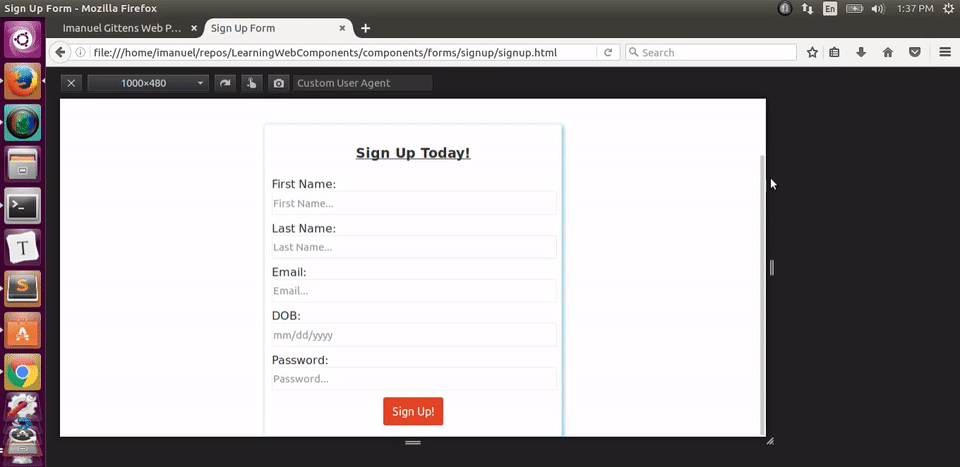 Sign Up Form - Mozilla Firefox
En
1:37 PM
Imanuel Gittens Web P...
Sign Up Form
file:///home/imanuel/repos/LearningWebComponents/components/forms/signup/signup.html
Search
1000×480
Custom User Agent
Sign Up Today!
First Name:
First Name...
Last Name:
Last Name...
Email:
Email...
DOB:
mm/dd/yyyy
Password:
Password...
Sign Up!
T
S
A